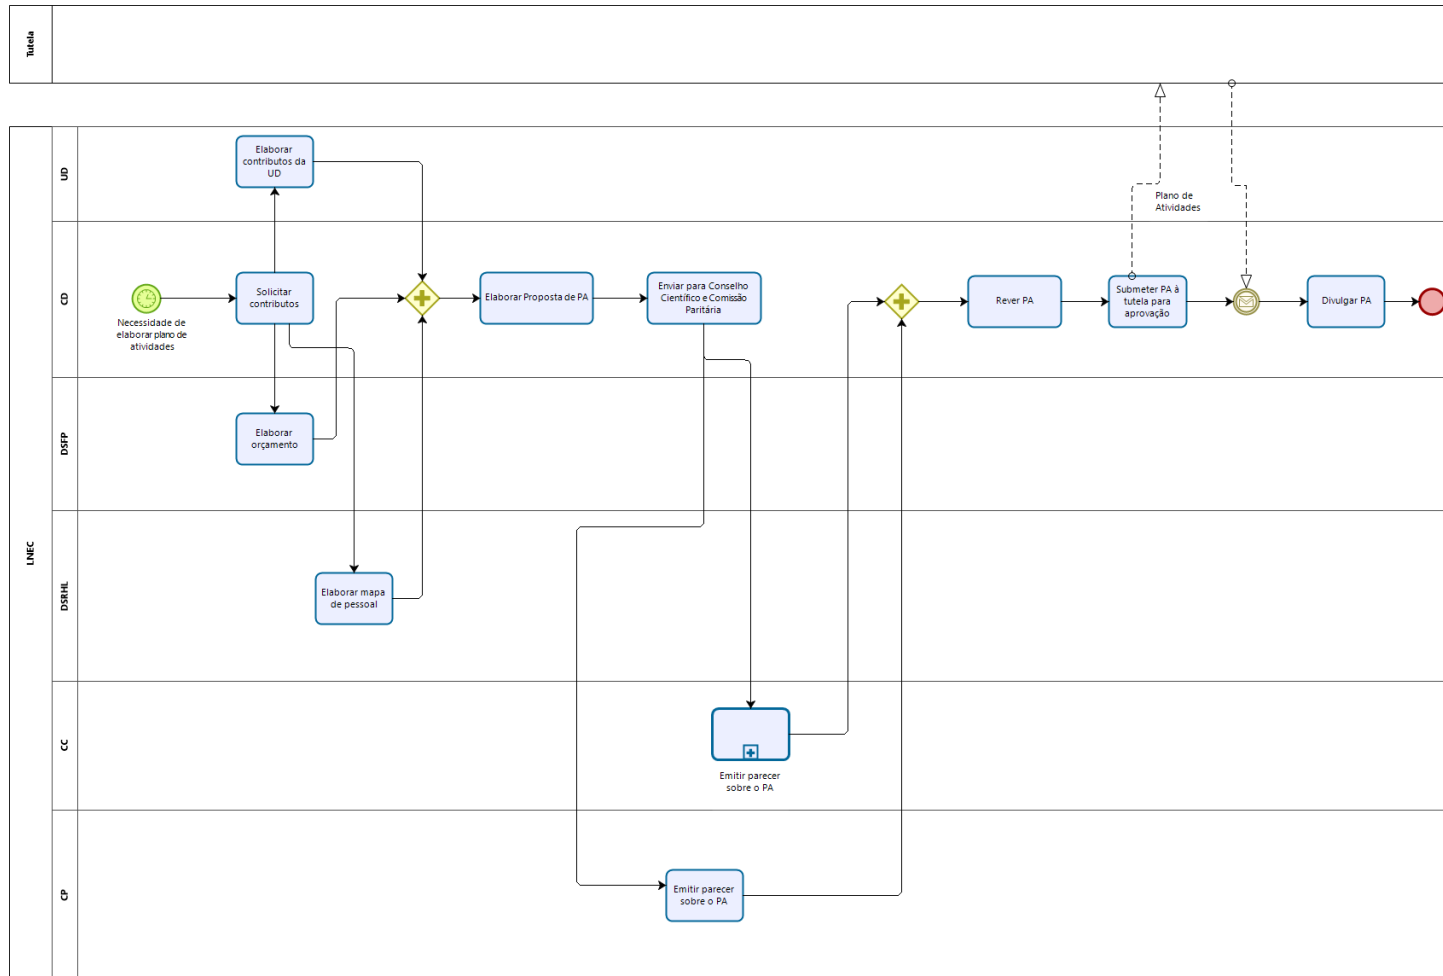 Tutela
LNEC
UD
Elaborar
contributos da
UD
Plano de
Atividades
CD
Necessidade de
elaborar plano de
atividades
Solicitar
contributos
Elaborar Proposta de PA
Enviar para Conselho
Científico e Comissão
Paritária
Rever PA
Submeter PA à
tutela para
aprovação
Divulgar PA
DSFP
Elaborar
orçamento
DSRHL
Elaborar mapa
de pessoal
CC
Emitir parecer
sobre o PA
CP
Emitir parecer
sobre o PA